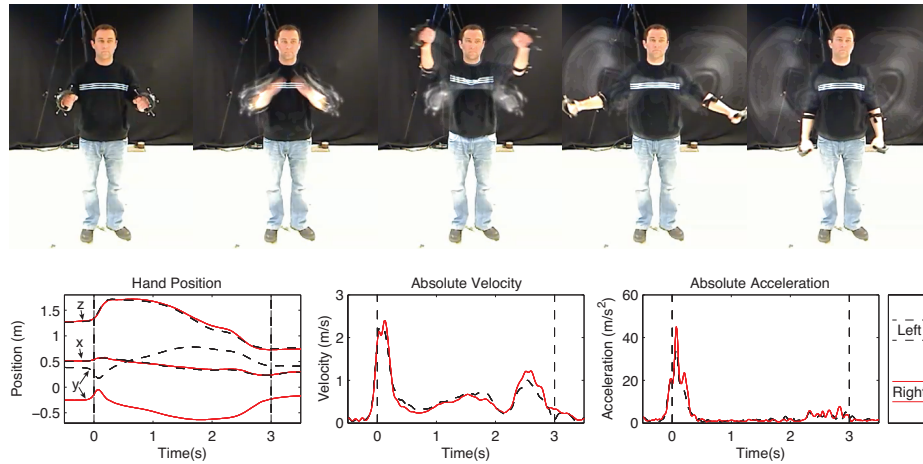 Hand Position
Absolute Velocity
Absolute Acceleration
1.5
1.0
0.5
0
−0.5
Position (m)
z
x
y
0
1
2
3
Time(s)
3
2
1
0
Velocity (m/s)
0
1
2
3
Time(s)
60
40
20
0
Acceleration (m/s²)
0
1
2
3
Time(s)
Left
Right